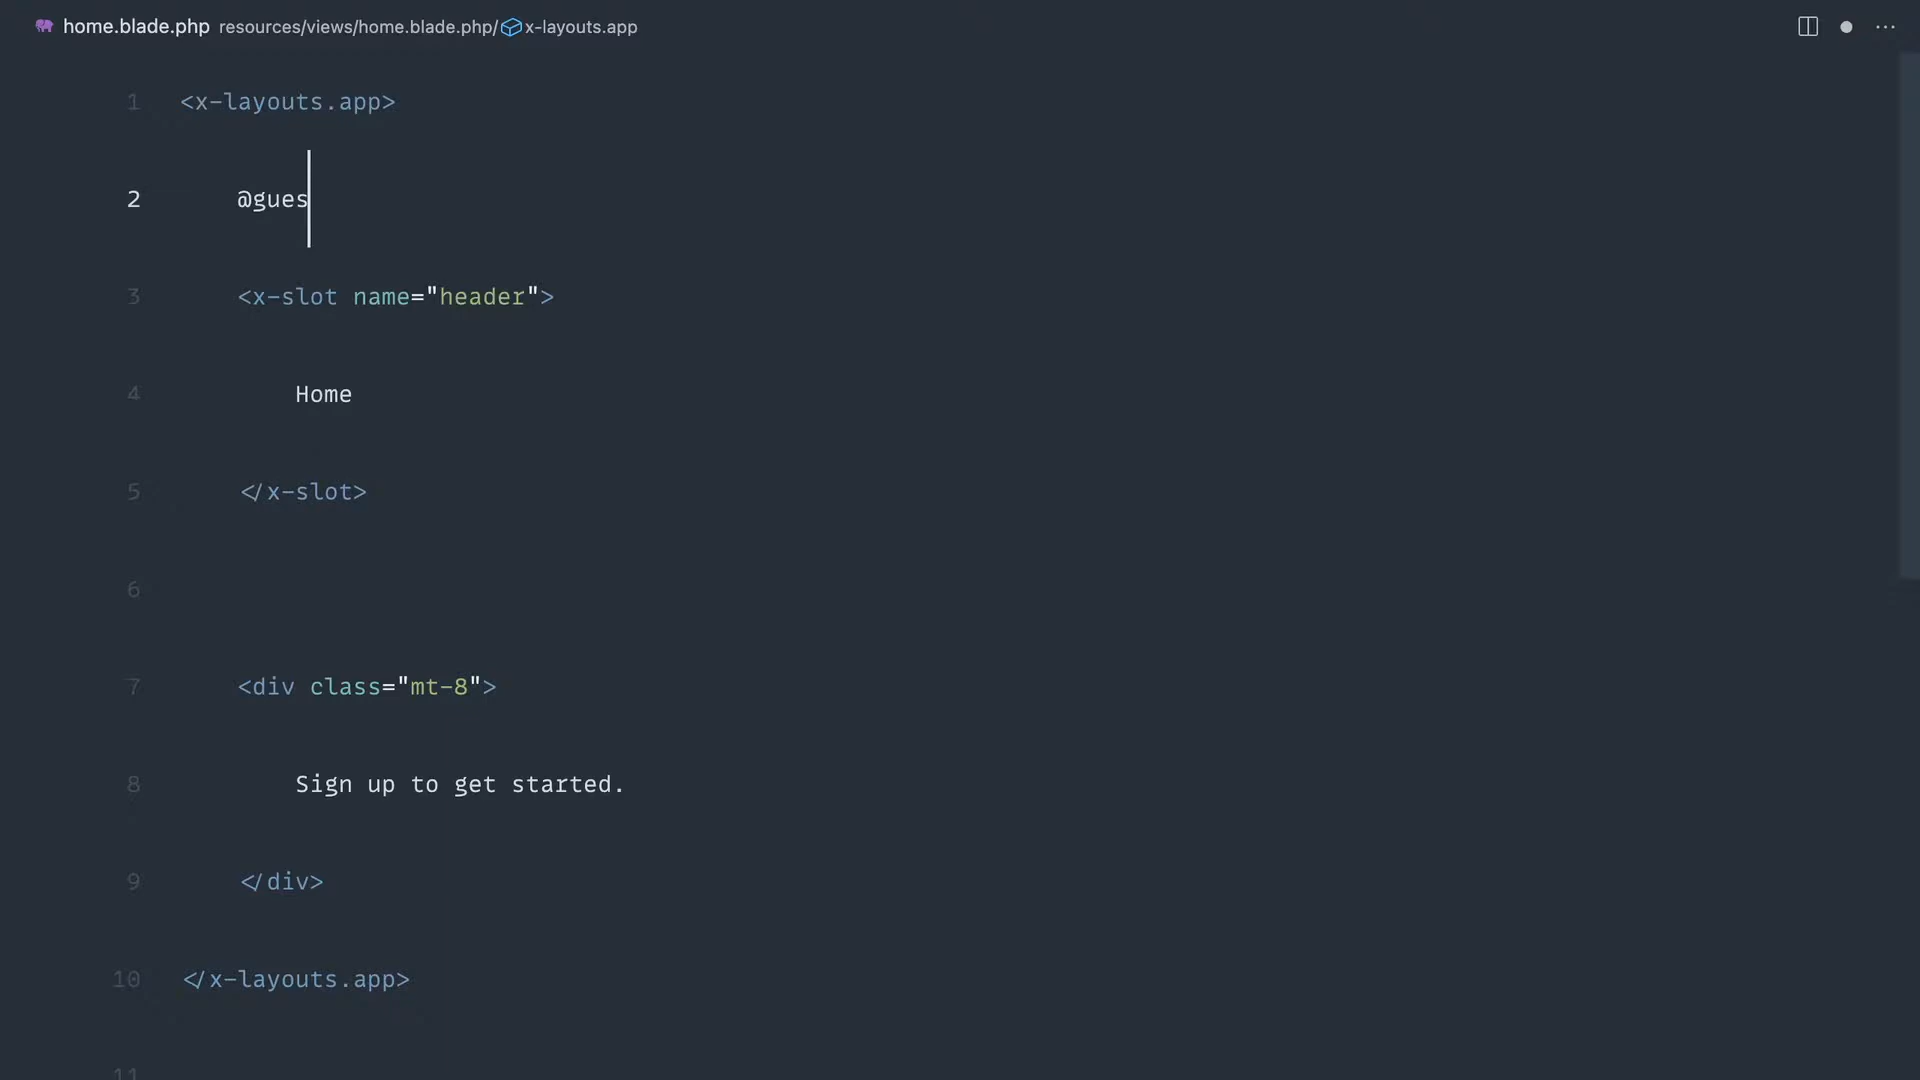 home.blade.php resources/views/home.blade.php/x-layouts.app
1 <x-layouts.app>
2 @gues
3 <x-slot name="header">
4 Home
5 </x-slot>
6
7 <div class="mt-8">
8 Sign up to get started.
9 </div>
10 </x-layouts.app>
11